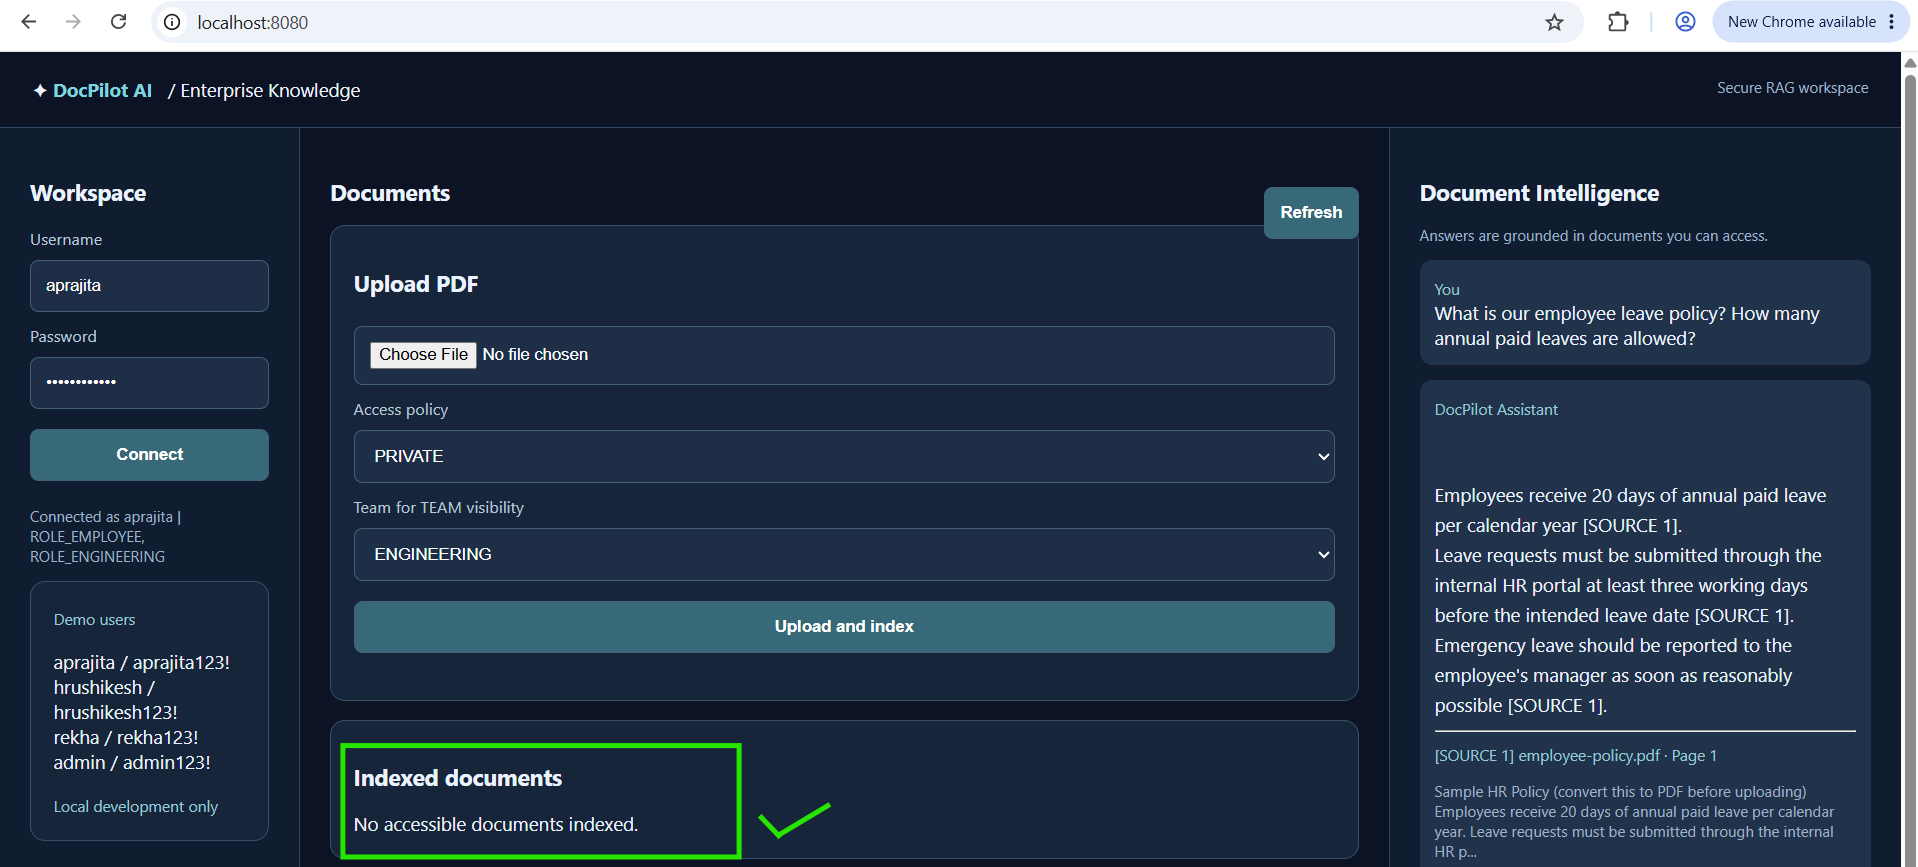 localhost:8080
New Chrome available
✦ DocPilot AI / Enterprise Knowledge
Secure RAG workspace
Workspace
Username
aprajita
Password
••••••••••••
Connect
Connected as aprajita |
ROLE_EMPLOYEE,
ROLE_ENGINEERING
Demo users
aprajita / aprajita123!
hrushikesh /
hrushikesh123!
rekha / rekha123!
admin / admin123!
Local development only
Documents
Refresh
Upload PDF
Choose File No file chosen
Access policy
PRIVATE
Team for TEAM visibility
ENGINEERING
Upload and index
Indexed documents
No accessible documents indexed.
Document Intelligence
Answers are grounded in documents you can access.
You
What is our employee leave policy? How many
annual paid leaves are allowed?
DocPilot Assistant
Employees receive 20 days of annual paid leave
per calendar year [SOURCE 1].
Leave requests must be submitted through the
internal HR portal at least three working days
before the intended leave date [SOURCE 1].
Emergency leave should be reported to the
employee's manager as soon as reasonably
possible [SOURCE 1].
[SOURCE 1] employee-policy.pdf · Page 1
Sample HR Policy (convert this to PDF before uploading)
Employees receive 20 days of annual paid leave per calendar
year. Leave requests must be submitted through the internal
HR p...